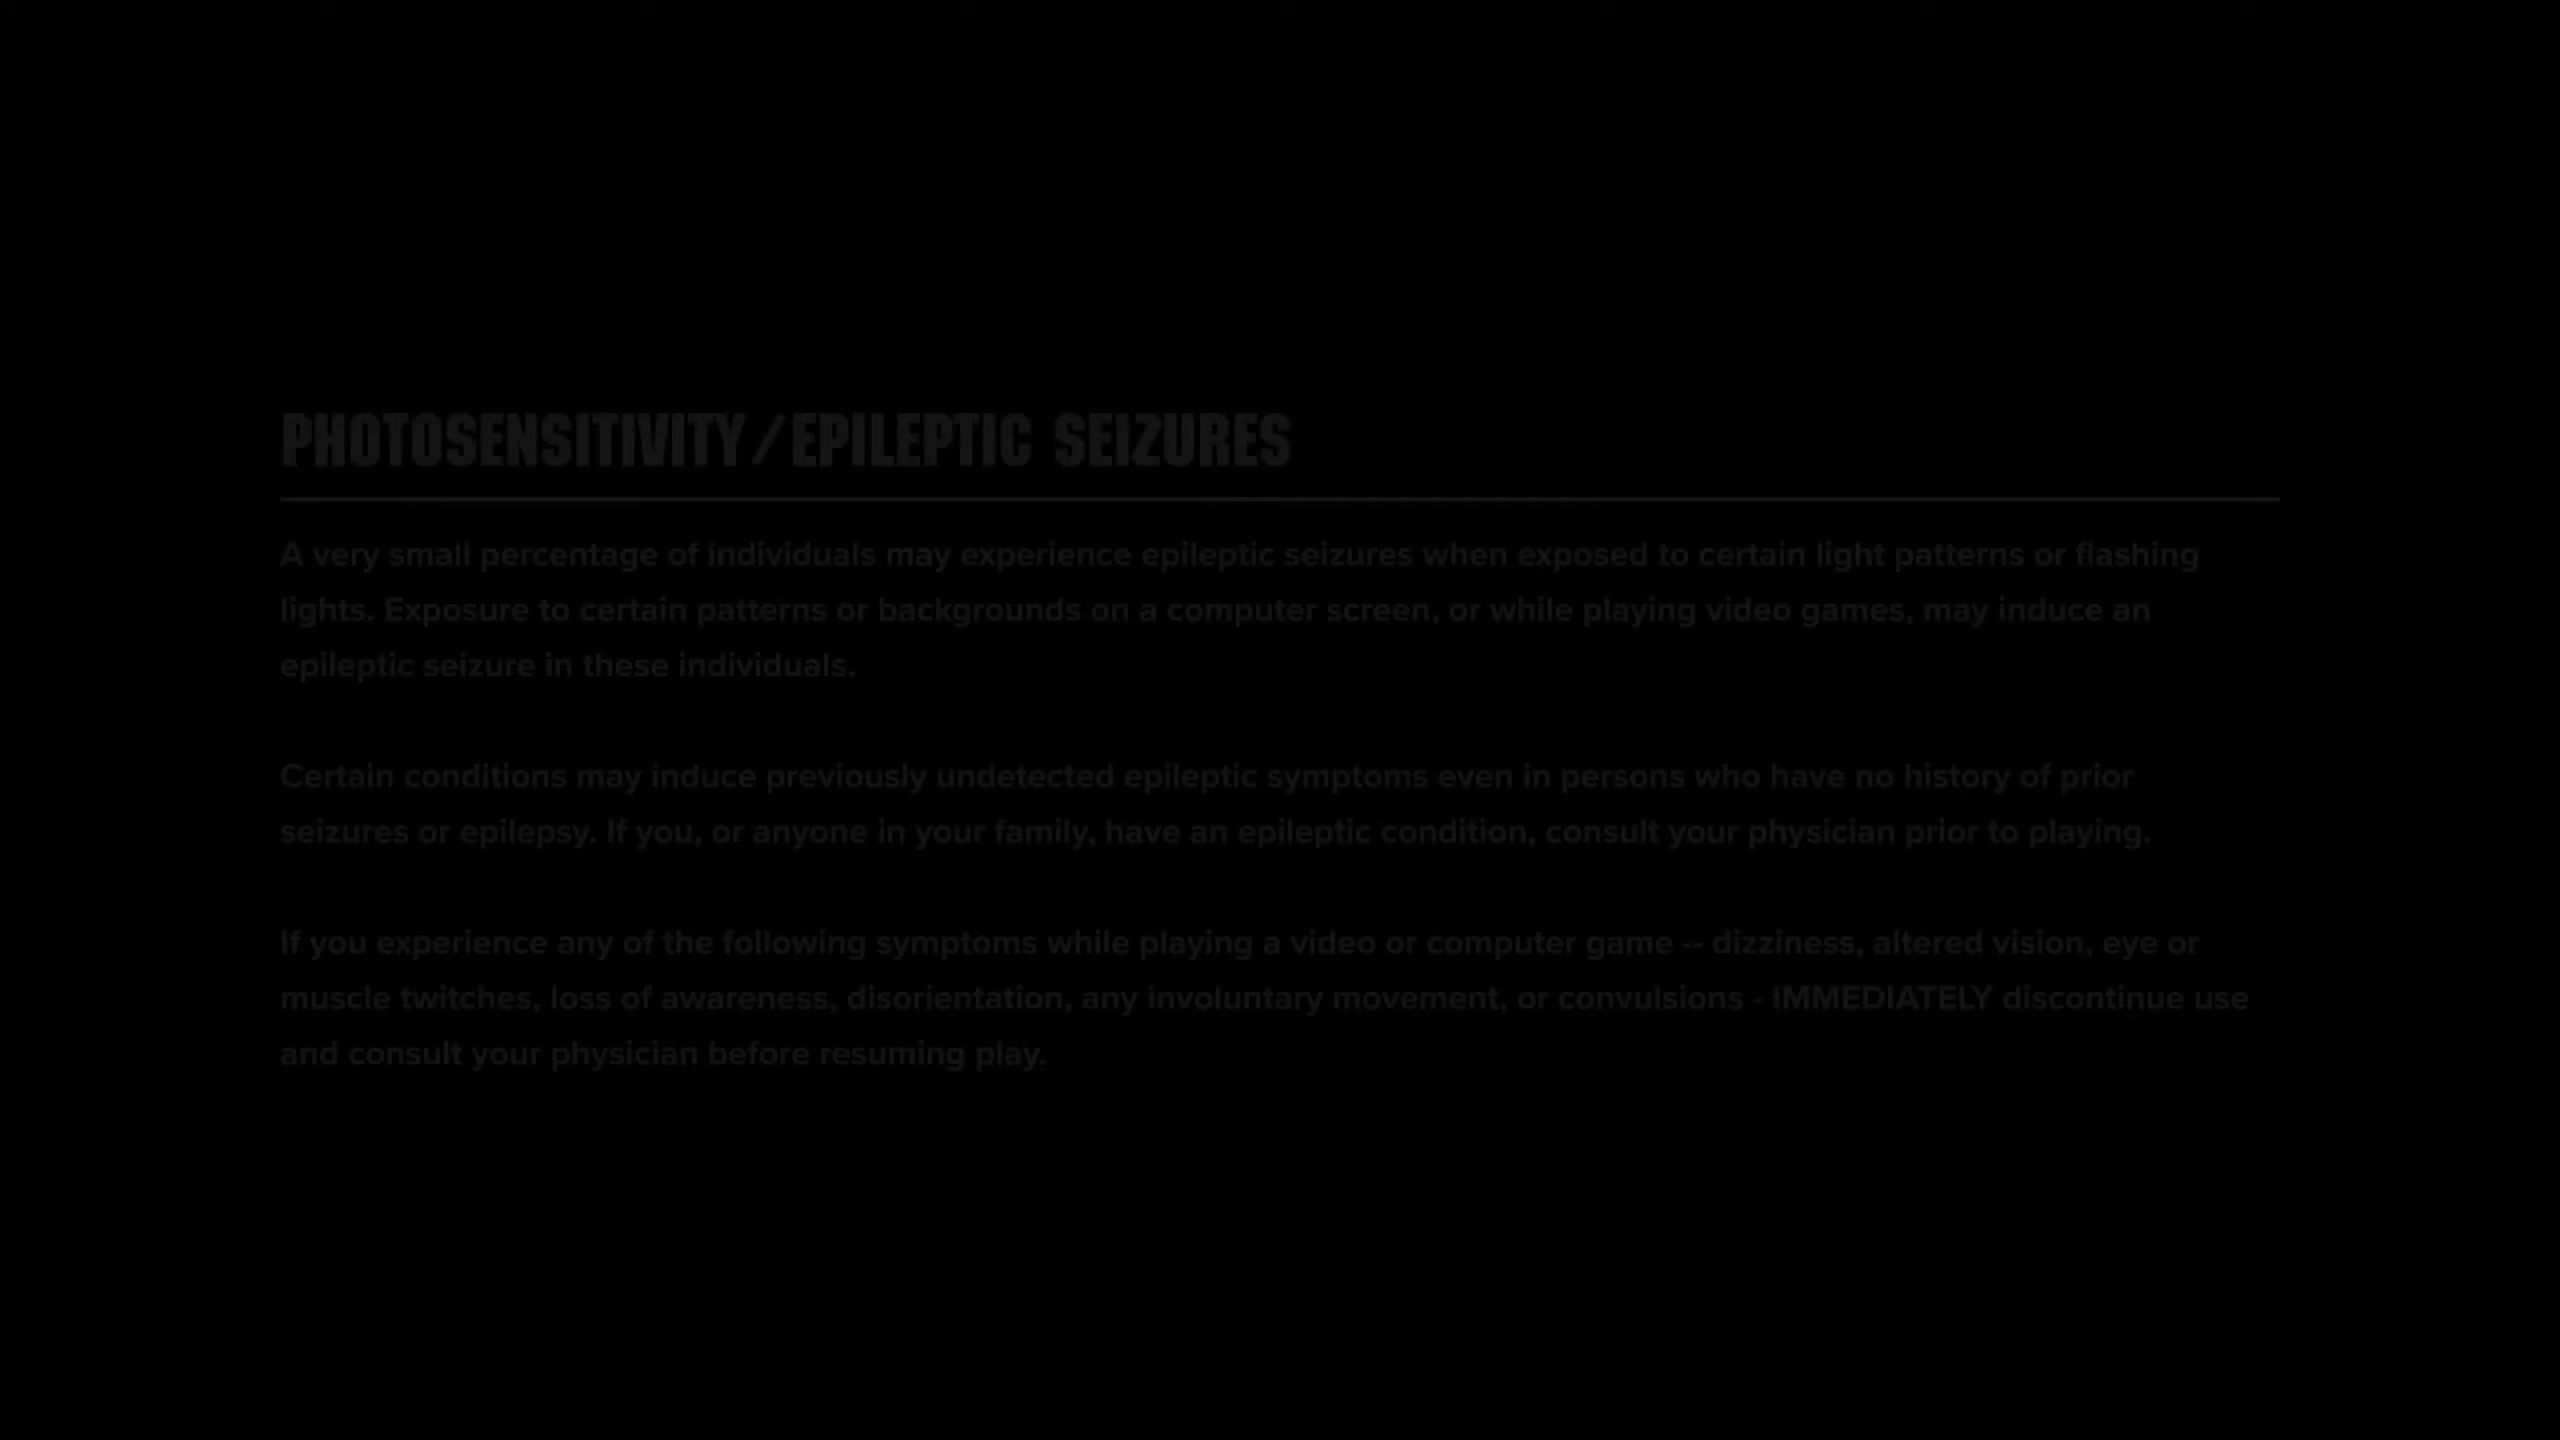 PHOTOSENSITIVITY/EPILEPTIC SEIZURES
A very small percentage of individuals may experience epileptic seizures when exposed to certain light patterns or flashing
lights. Exposure to certain patterns or backgrounds on a computer screen, or while playing video games, may induce an
epileptic seizure in these individuals.
Certain conditions may induce previously undetected epileptic symptoms even in persons who have no history of prior
seizures or epilepsy. If you, or anyone in your family, have an epileptic condition, consult your physician prior to playing.
If you experience any of the following symptoms while playing a video or computer game -- dizziness, altered vision, eye or
muscle twitches, loss of awareness, disorientation, any involuntary movement, or convulsions - IMMEDIATELY discontinue use
and consult your physician before resuming play.